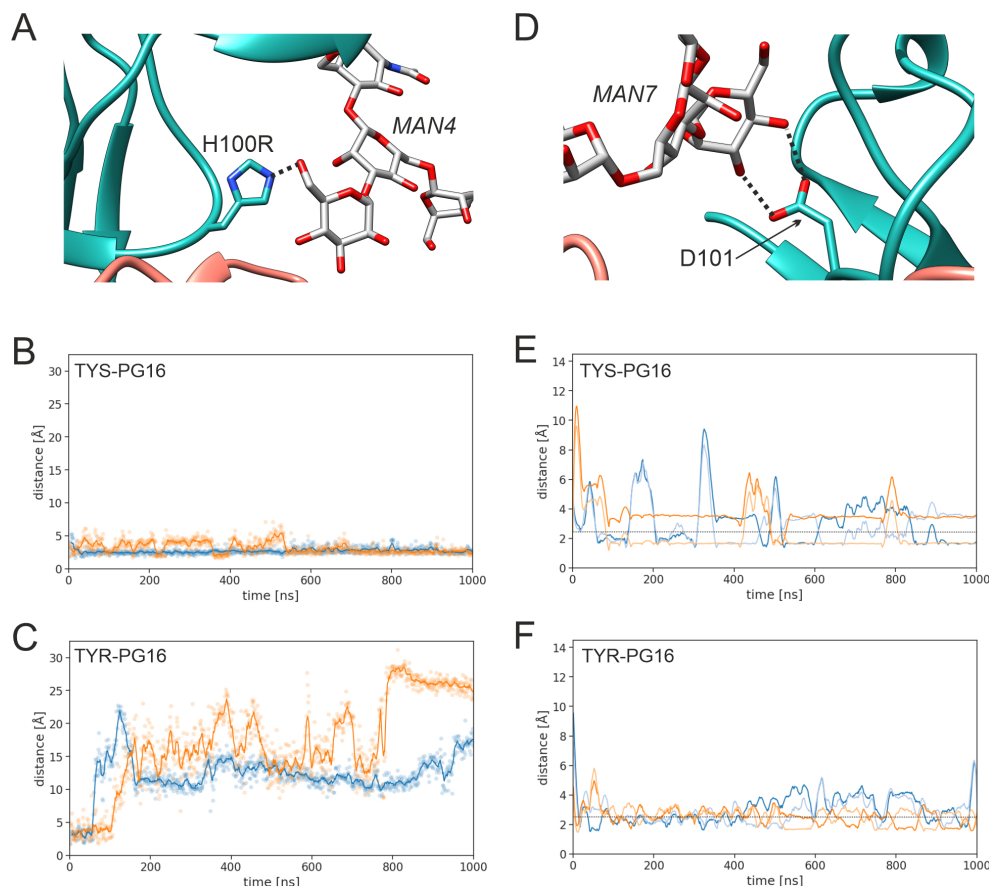 A
H100R
MAN4
D
MAN7
D101
B
TYS-PG16
30
25
20
15
10
5
0
distance [Å]
0 200 400 600 800 1000
time [ns]
C
TYR-PG16
30
25
20
15
10
5
0
distance [Å]
0 200 400 600 800 1000
time [ns]
E
TYS-PG16
14
12
10
8
6
4
2
0
distance [Å]
0 200 400 600 800 1000
time [ns]
F
TYR-PG16
14
12
10
8
6
4
2
0
distance [Å]
0 200 400 600 800 1000
time [ns]